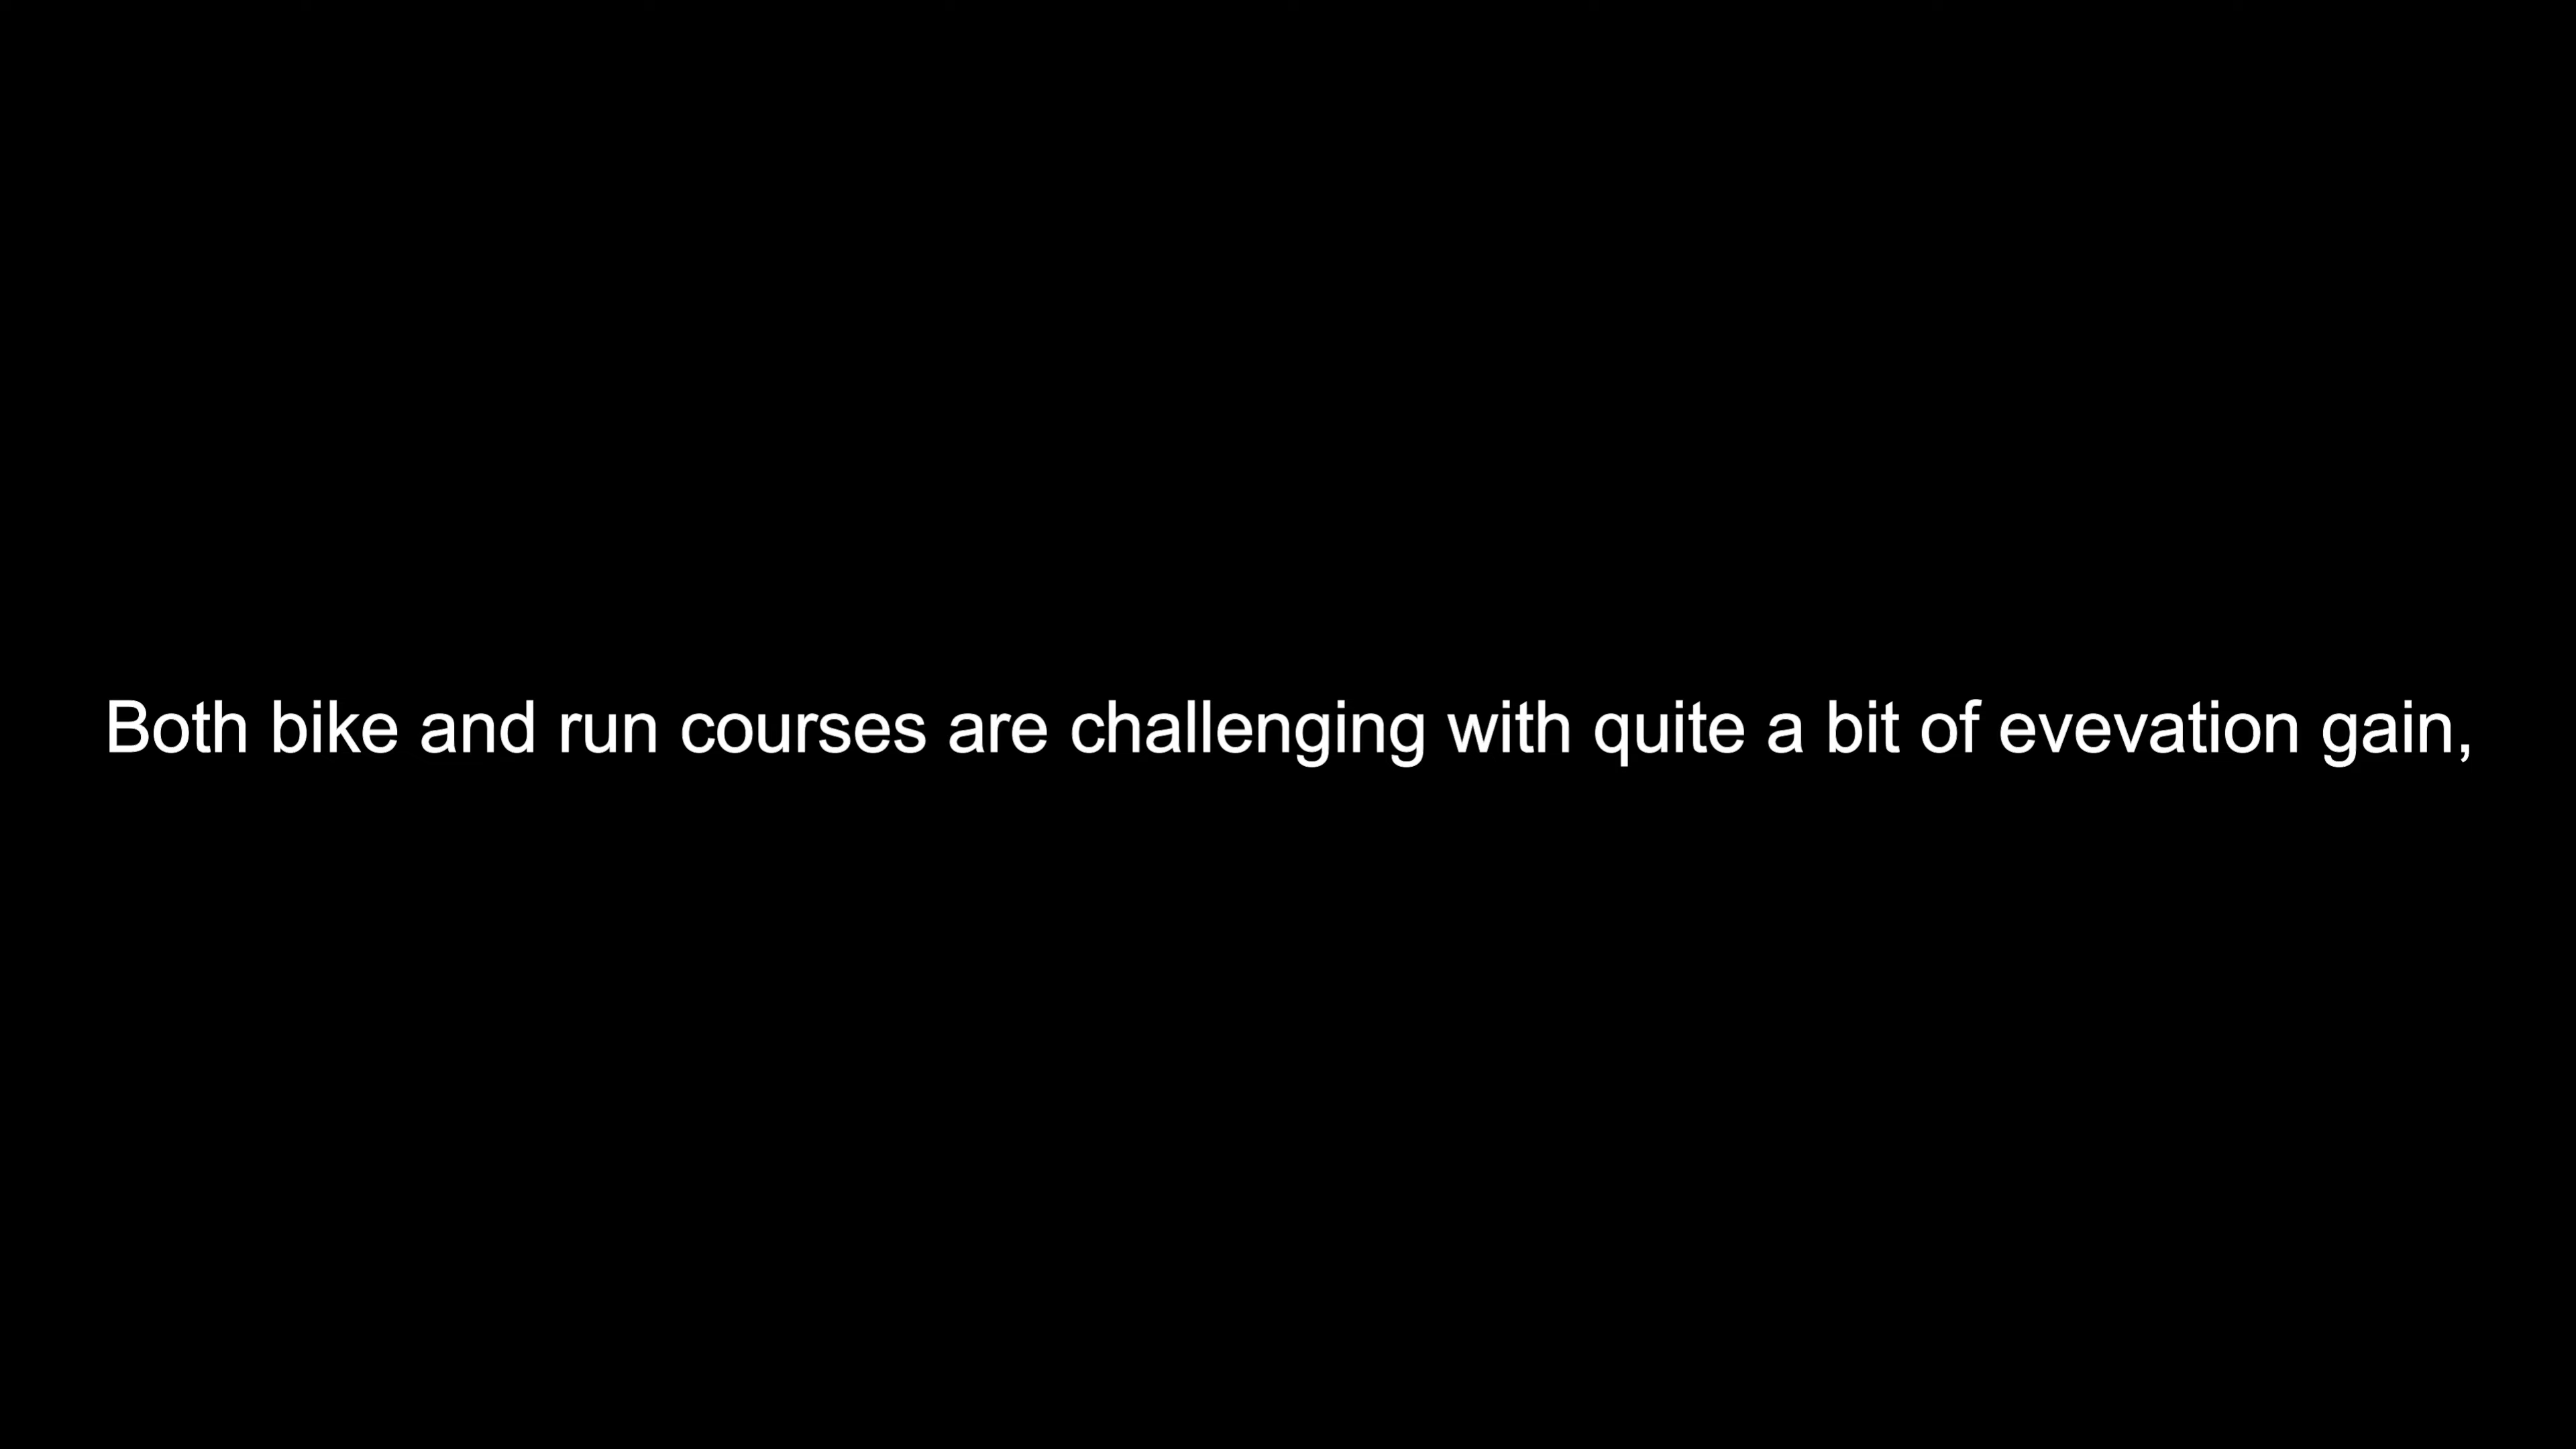 Both bike and run courses are challenging with quite a bit of evevation gain,